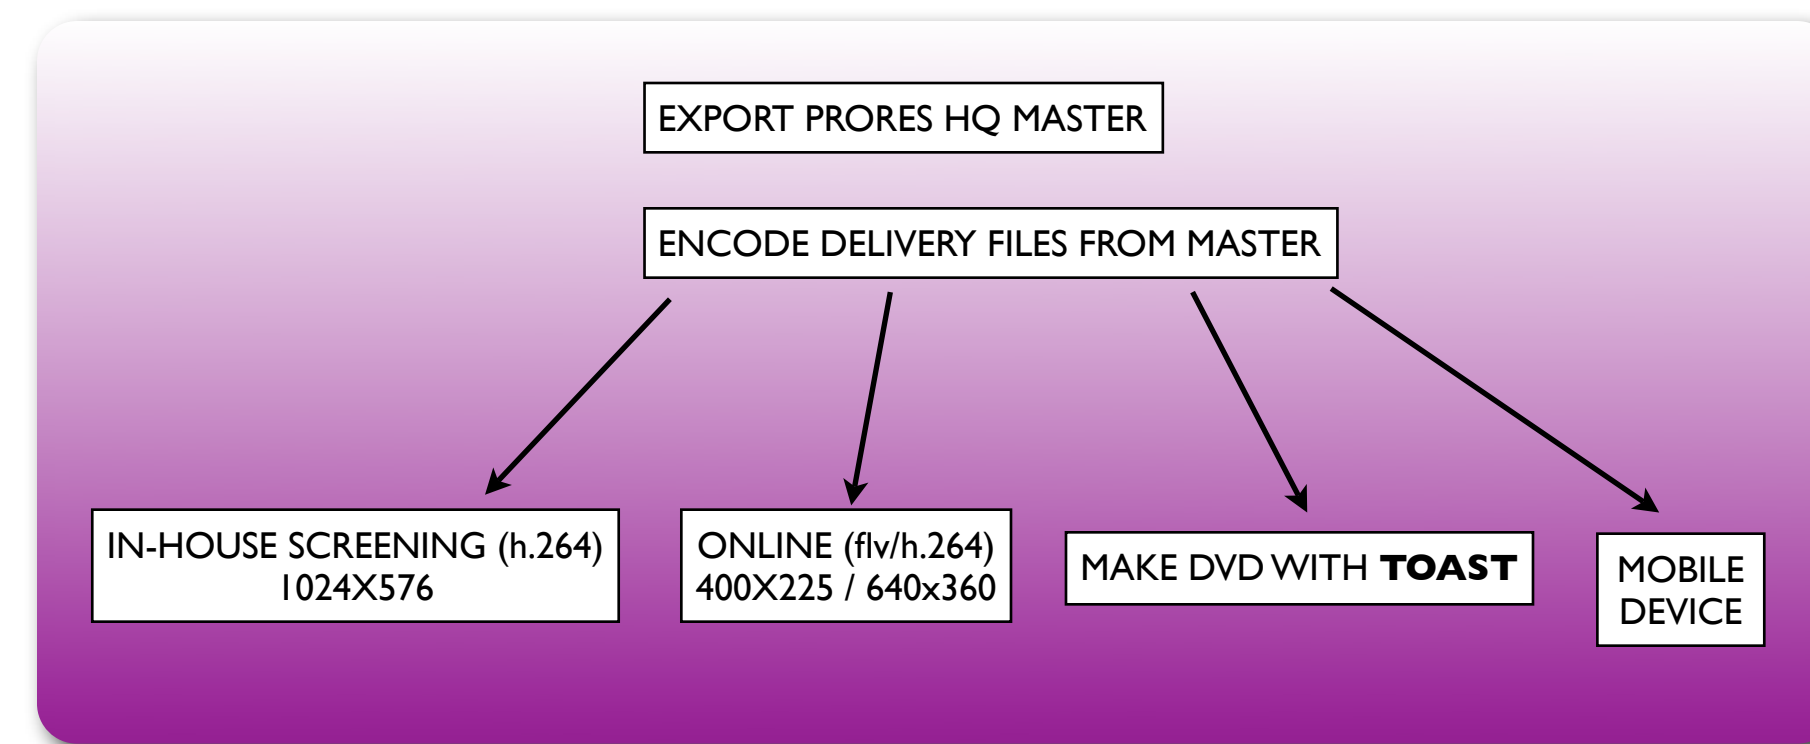 EXPORT PRORES HQ MASTER
ENCODE DELIVERY FILES FROM MASTER
IN-HOUSE SCREENING (h.264)
1024X576
ONLINE (flv/h.264)
400X225 / 640x360
MAKE DVD WITH TOAST
MOBILE
DEVICE